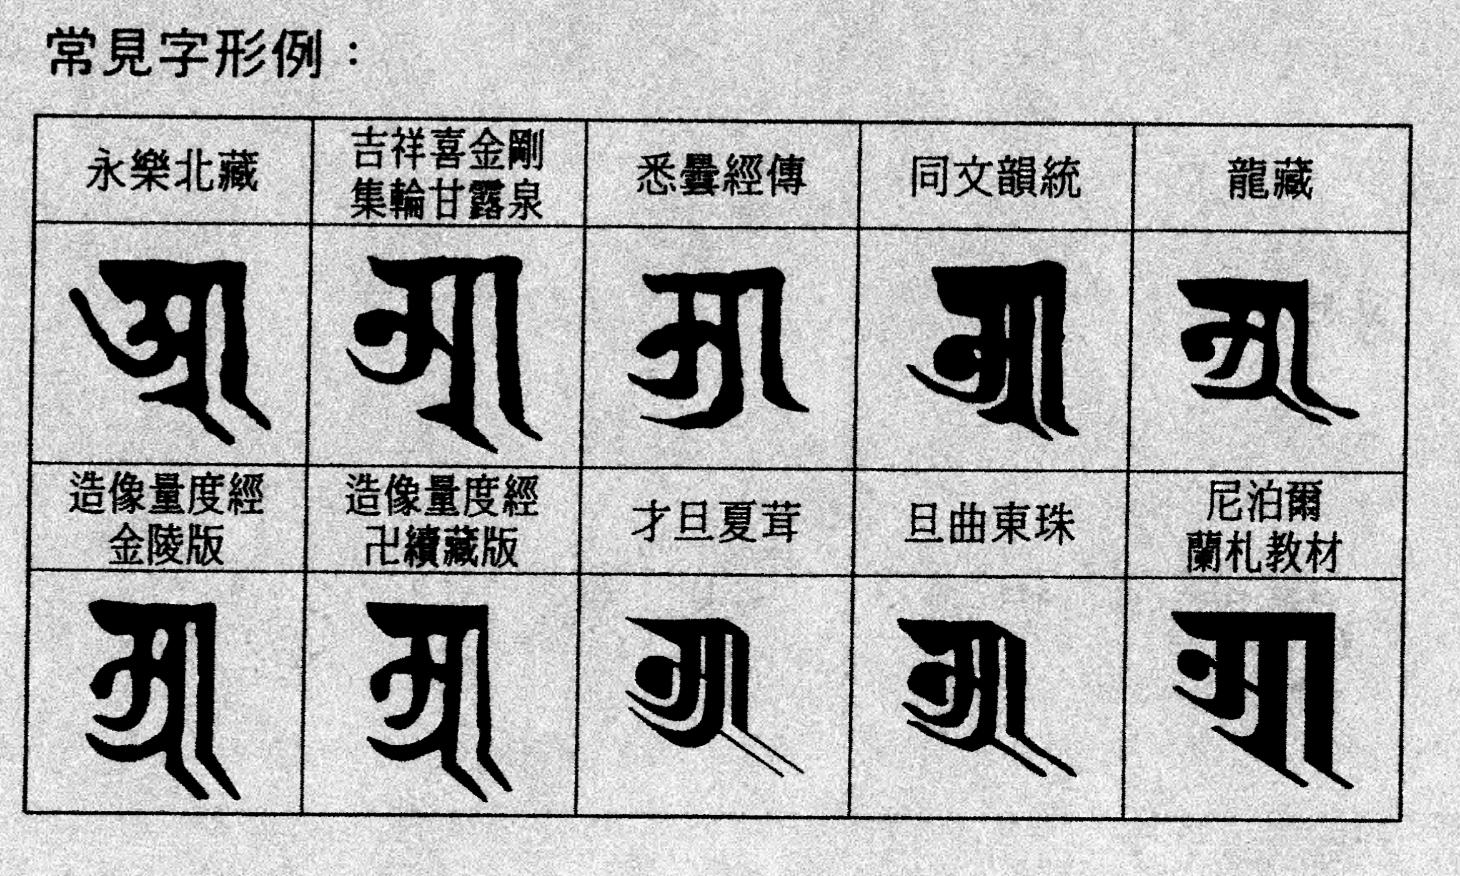 常見字形例：
永樂北藏
吉祥喜金剛
集輪甘露泉
悉曇經傳
同文韻統
龍藏
造像量度經
金陵版
造像量度經
卍續藏版
才旦夏茸
旦曲東珠
尼泊爾
蘭札教材